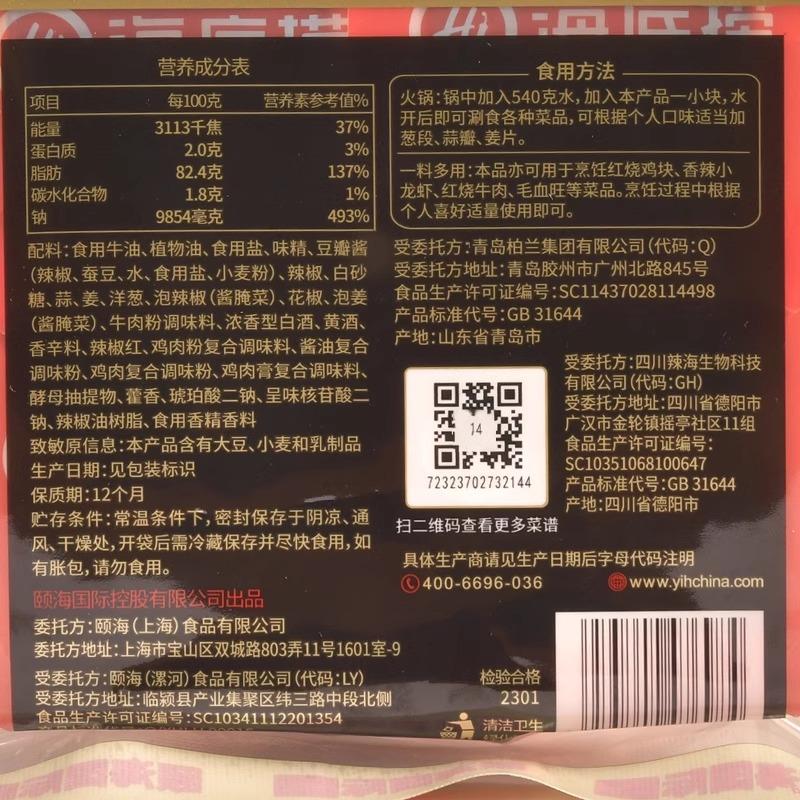 海底捞
海底捞
营养成分表
项目 每100克 营养素参考值%
能量 3113千焦 37%
蛋白质 2.0克 3%
脂肪 82.4克 137%
碳水化合物 1.8克 1%
钠 9854毫克 493%
配料：食用牛油、植物油、食用盐、味精、豆瓣酱
（辣椒、蚕豆、水、食用盐、小麦粉）、辣椒、白砂
糖、蒜、姜、洋葱、泡辣椒（酱腌菜）、花椒、泡姜
（酱腌菜）、牛肉粉调味料、浓香型白酒、黄酒、
香辛料、辣椒红、鸡肉粉复合调味料、酱油复合
调味粉、鸡肉复合调味粉、鸡肉膏复合调味料、
酵母抽提物、藿香、琥珀酸二钠、呈味核苷酸二
钠、辣椒油树脂、食用香精香料
致敏原信息：本产品含有大豆、小麦和乳制品
生产日期：见包装标识
保质期：12个月
贮存条件：常温条件下，密封保存于阴凉、通
风、干燥处，开袋后需冷藏保存并尽快食用，如
有胀包，请勿食用。
颐海国际控股有限公司出品
委托方：颐海（上海）食品有限公司
委托方地址：上海市宝山区双城路803弄11号1601室-9
受委托方：颐海（漯河）食品有限公司（代码：LY）
受委托方地址：临颍县产业集聚区纬三路中段北侧
食品生产许可证编号：SC10341112201354
食用方法
火锅：锅中加入540克水，加入本产品一小块，水
开后即可涮食各种菜品，可根据个人口味适当加
葱段、蒜瓣、姜片。
一料多用：本品亦可用于烹饪红烧鸡块、香辣小
龙虾、红烧牛肉、毛血旺等菜品。烹饪过程中根据
个人喜好适量使用即可。
受委托方：青岛柏兰集团有限公司（代码：Q）
受委托方地址：青岛胶州市广州北路845号
食品生产许可证编号：SC11437028114498
产品标准代号：GB 31644
产地：山东省青岛市
14
72323702732144
扫二维码查看更多菜谱
受委托方：四川辣海生物科技
有限公司（代码：GH）
受委托方地址：四川省德阳市
广汉市金轮镇摇亭社区11组
食品生产许可证编号：
SC10351068100647
产品标准代号：GB 31644
产地：四川省德阳市
具体生产商请见生产日期后字母代码注明
400-6696-036 www.yihchina.com
检验合格
2301
清洁卫生